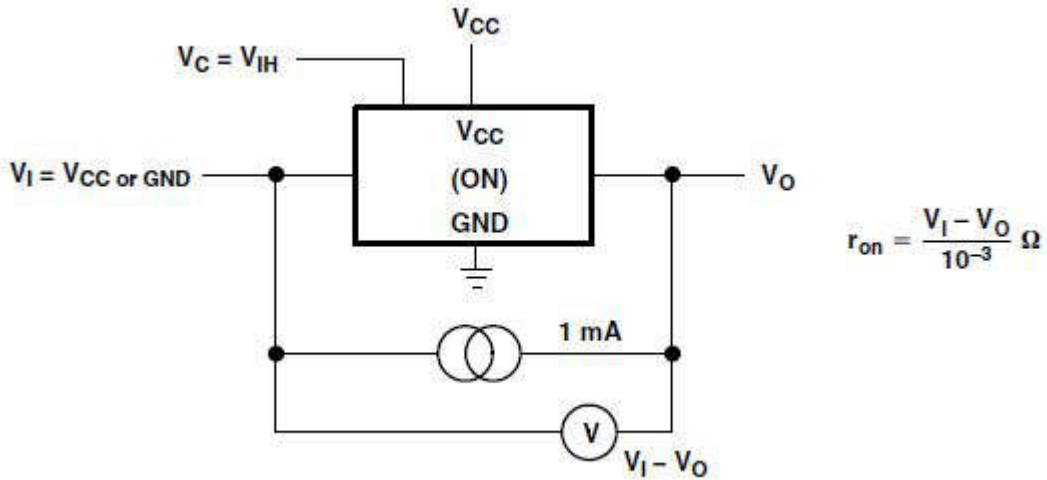 VCC
VC = VIH
VCC
VI = VCC or GND
(ON)
VO
GND
ron = VI – VO / 10–3 Ω
1 mA
V
VI – VO